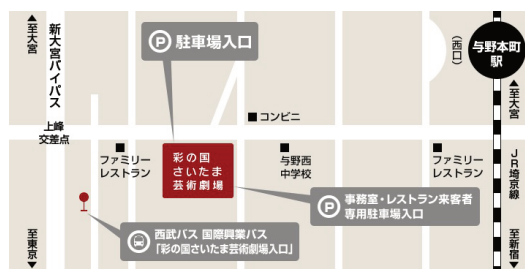 至大宮
新大宮バイパス
P 駐車場入口
(西口)
与野本町
駅
至大宮
コンビニ
上峰
交差点
ファミリー
レストラン
彩の国
さいたま
芸術劇場
与野西
中学校
ファミリー
レストラン
JR埼京線
P 事務室・レストラン来客者
専用駐車場入口
西武バス 国際興業バス
「彩の国さいたま芸術劇場入口」
至東京
至新宿